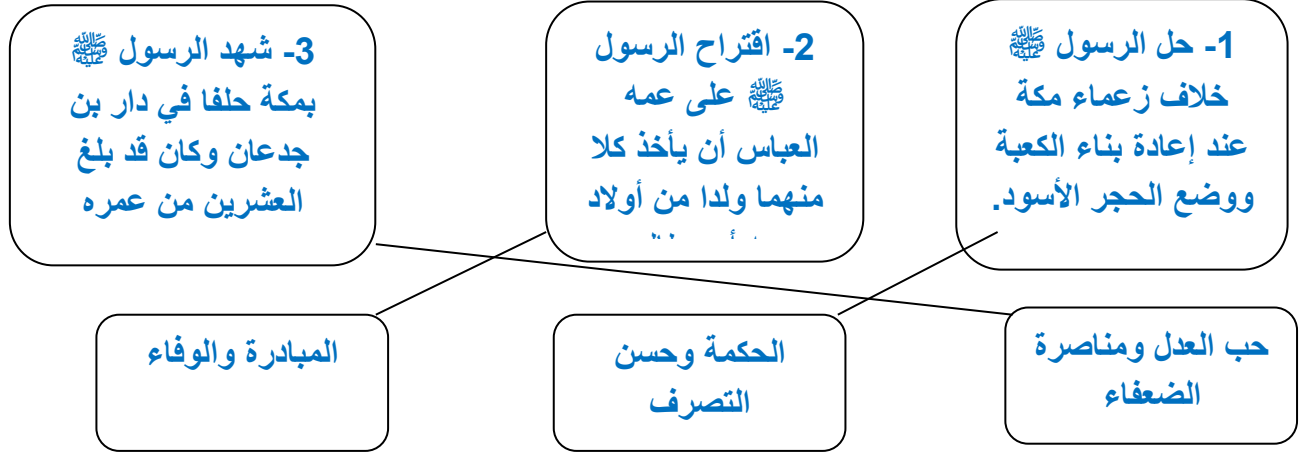 1- حل الرسول ﷺ
خلاف زعماء مكة
عند إعادة بناء الكعبة
ووضع الحجر الأسود.
2- اقتراح الرسول
ﷺ على عمه
العباس أن يأخذ كلا
منهما ولدا من أولاد
3- شهد الرسول ﷺ
بمكة حلفا في دار بن
جدعان وكان قد بلغ
العشرين من عمره
حب العدل ومناصرة
الضعفاء
الحكمة وحسن
التصرف
المبادرة والوفاء